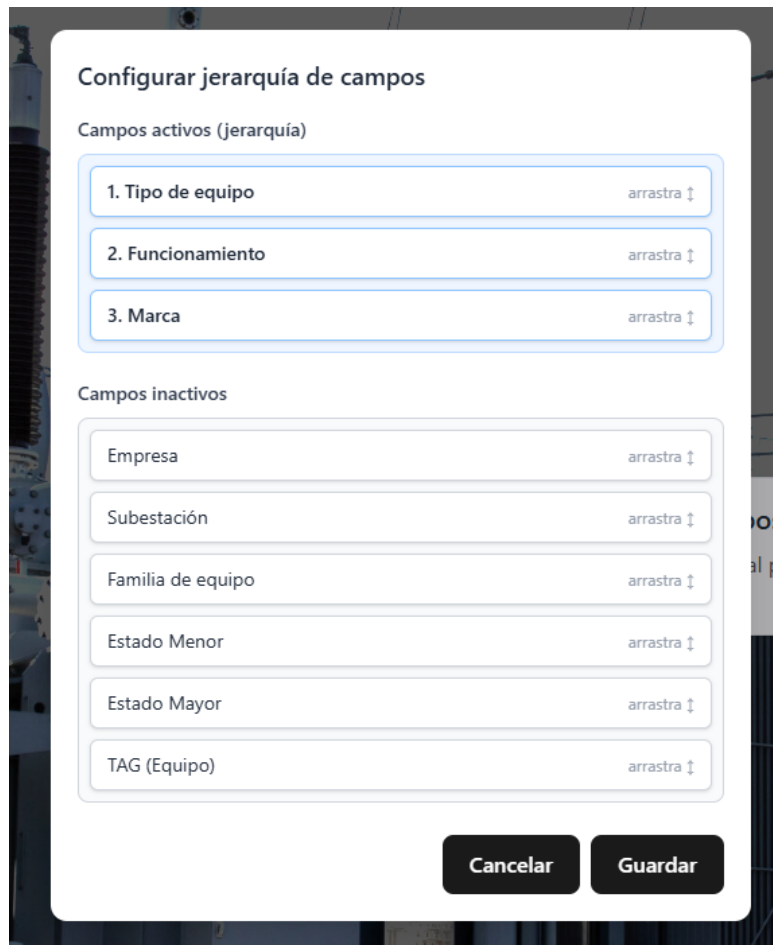 Configurar jerarquía de campos
Campos activos (jerarquía)
1. Tipo de equipo arrastra ↕
2. Funcionamiento arrastra ↕
3. Marca arrastra ↕
Campos inactivos
Empresa arrastra ↕
Subestación arrastra ↕
Familia de equipo arrastra ↕
Estado Menor arrastra ↕
Estado Mayor arrastra ↕
TAG (Equipo) arrastra ↕
Cancelar Guardar